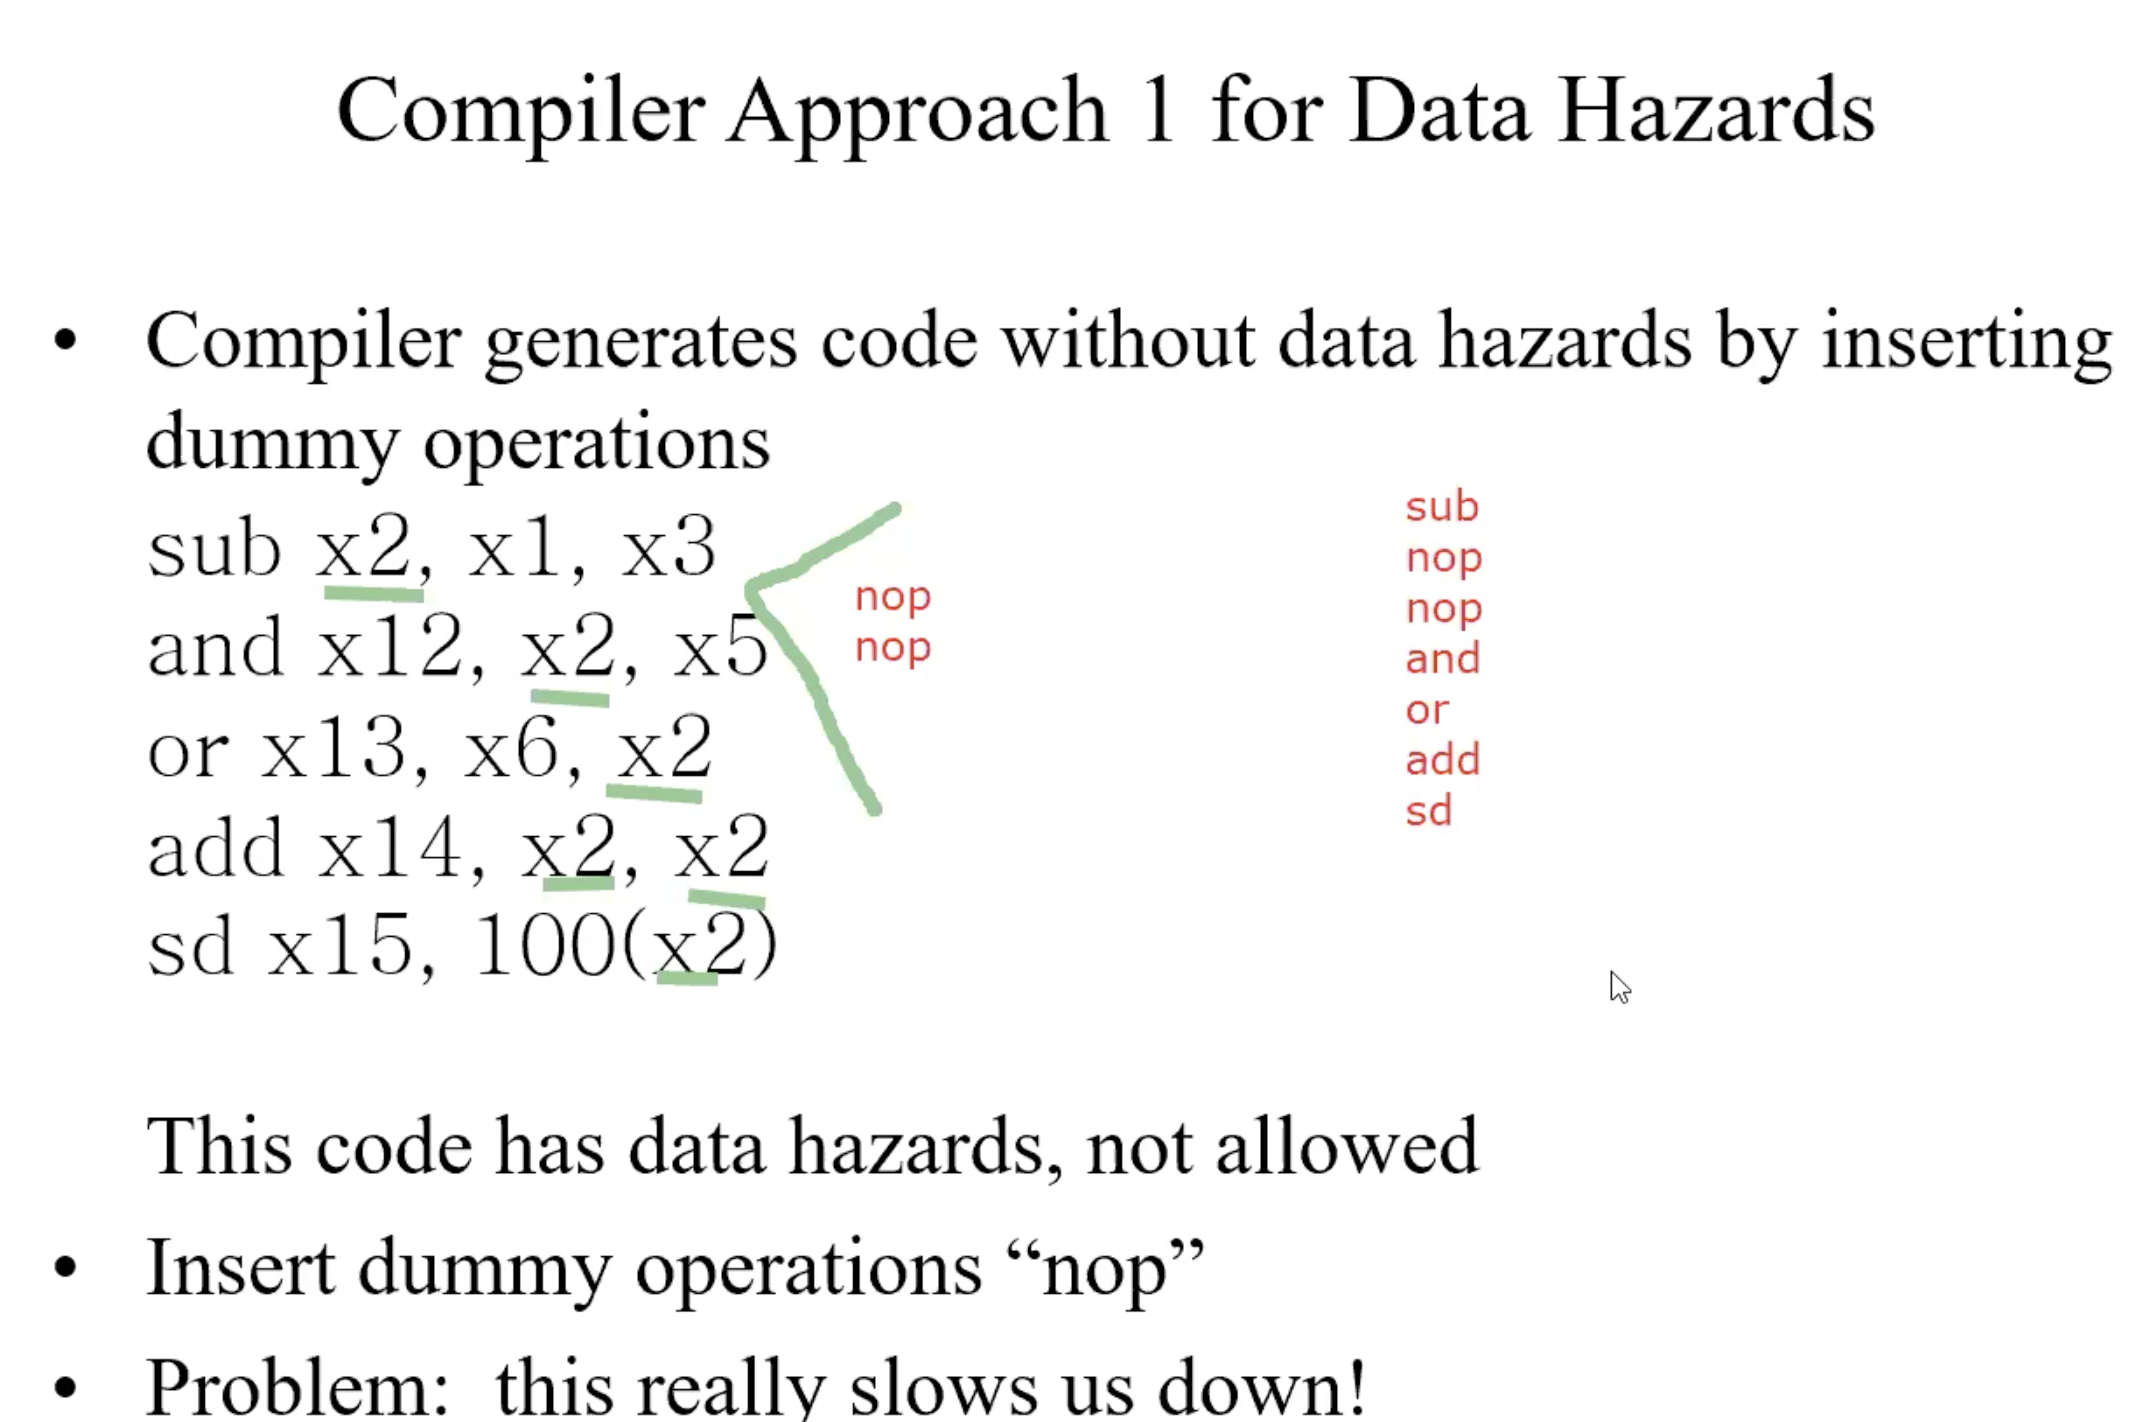 Compiler Approach 1 for Data Hazards
• Compiler generates code without data hazards by inserting
dummy operations
sub x2, x1, x3
and x12, x2, x5
or x13, x6, x2
add x14, x2, x2
sd x15, 100(x2)
nop
nop
sub
nop
nop
and
or
add
sd
This code has data hazards, not allowed
• Insert dummy operations “nop”
• Problem: this really slows us down!